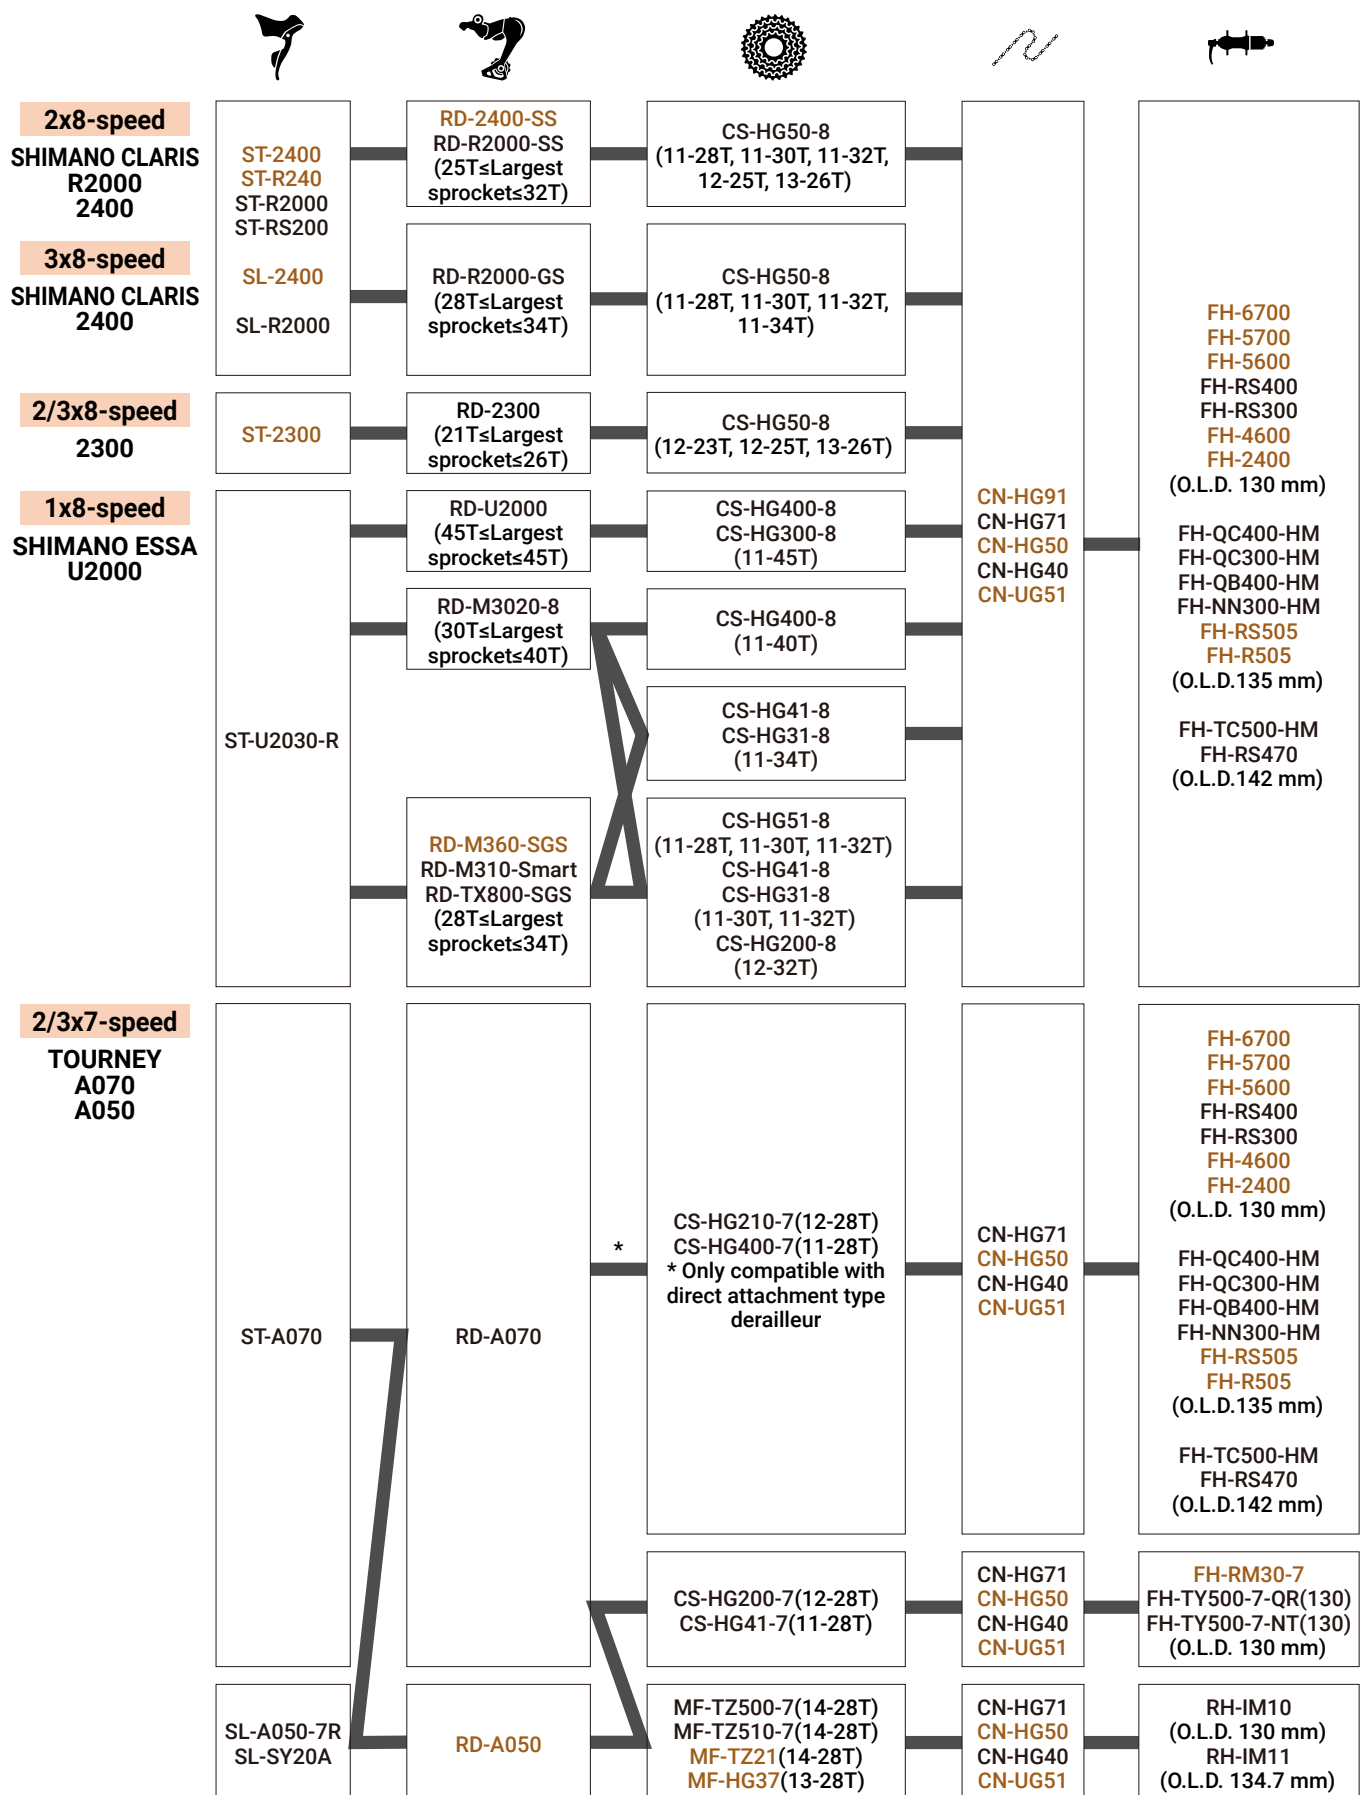 2x8-speed
SHIMANO CLARIS
R2000
2400
3x8-speed
SHIMANO CLARIS
2400
ST-2400
ST-R240
ST-R2000
ST-RS200
SL-2400
SL-R2000
RD-2400-SS
RD-R2000-SS
(25T≤Largest
sprocket≤32T)
CS-HG50-8
(11-28T, 11-30T, 11-32T,
12-25T, 13-26T)
RD-R2000-GS
(28T≤Largest
sprocket≤34T)
CS-HG50-8
(11-28T, 11-30T, 11-32T,
11-34T)
2/3x8-speed
2300
ST-2300
RD-2300
(21T≤Largest
sprocket≤26T)
CS-HG50-8
(12-23T, 12-25T, 13-26T)
1x8-speed
SHIMANO ESSA
U2000
ST-U2030-R
RD-U2000
(45T≤Largest
sprocket≤45T)
CS-HG400-8
CS-HG300-8
(11-45T)
RD-M3020-8
(30T≤Largest
sprocket≤40T)
CS-HG400-8
(11-40T)
CS-HG41-8
CS-HG31-8
(11-34T)
RD-M360-SGS
RD-M310-Smart
RD-TX800-SGS
(28T≤Largest
sprocket≤34T)
CS-HG51-8
(11-28T, 11-30T, 11-32T)
CS-HG41-8
CS-HG31-8
(11-30T, 11-32T)
CS-HG200-8
(12-32T)
CN-HG91
CN-HG71
CN-HG50
CN-HG40
CN-UG51
FH-6700
FH-5700
FH-5600
FH-RS400
FH-RS300
FH-4600
FH-2400
(O.L.D. 130 mm)
FH-QC400-HM
FH-QC300-HM
FH-QB400-HM
FH-NN300-HM
FH-RS505
FH-R505
(O.L.D.135 mm)
FH-TC500-HM
FH-RS470
(O.L.D.142 mm)
2/3x7-speed
TOURNEY
A070
A050
ST-A070
RD-A070
*
CS-HG210-7(12-28T)
CS-HG400-7(11-28T)
* Only compatible with
direct attachment type
derailleur
CN-HG71
CN-HG50
CN-HG40
CN-UG51
FH-6700
FH-5700
FH-5600
FH-RS400
FH-RS300
FH-4600
FH-2400
(O.L.D. 130 mm)
FH-QC400-HM
FH-QC300-HM
FH-QB400-HM
FH-NN300-HM
FH-RS505
FH-R505
(O.L.D.135 mm)
FH-TC500-HM
FH-RS470
(O.L.D.142 mm)
CS-HG200-7(12-28T)
CS-HG41-7(11-28T)
CN-HG71
CN-HG50
CN-HG40
CN-UG51
FH-RM30-7
FH-TY500-7-QR(130)
FH-TY500-7-NT(130)
(O.L.D. 130 mm)
SL-A050-7R
SL-SY20A
RD-A050
MF-TZ500-7(14-28T)
MF-TZ510-7(14-28T)
MF-TZ21(14-28T)
MF-HG37(13-28T)
CN-HG71
CN-HG50
CN-HG40
CN-UG51
RH-IM10
(O.L.D. 130 mm)
RH-IM11
(O.L.D. 134.7 mm)